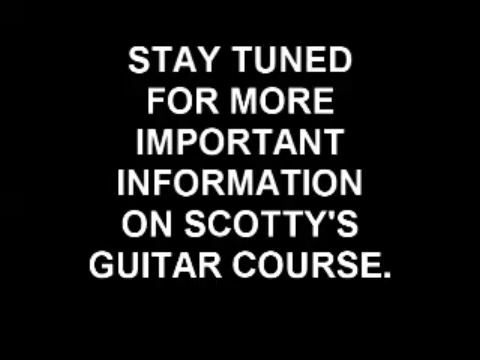 STAY TUNED
FOR MORE
IMPORTANT
INFORMATION
ON SCOTTY'S
GUITAR COURSE.